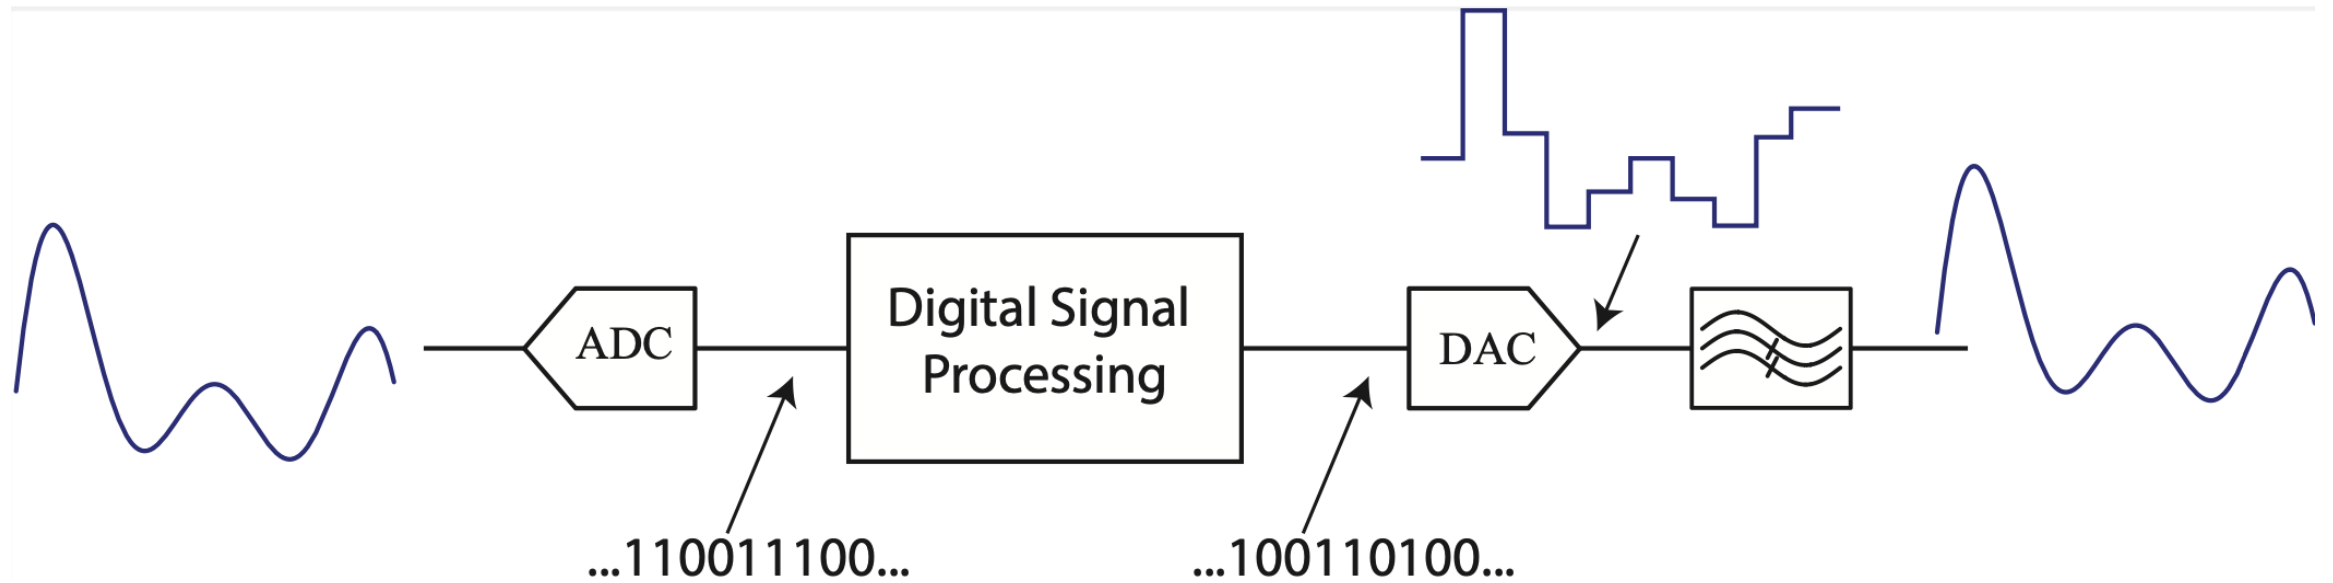 ADC
Digital Signal
Processing
DAC
...110011100...
...100110100...